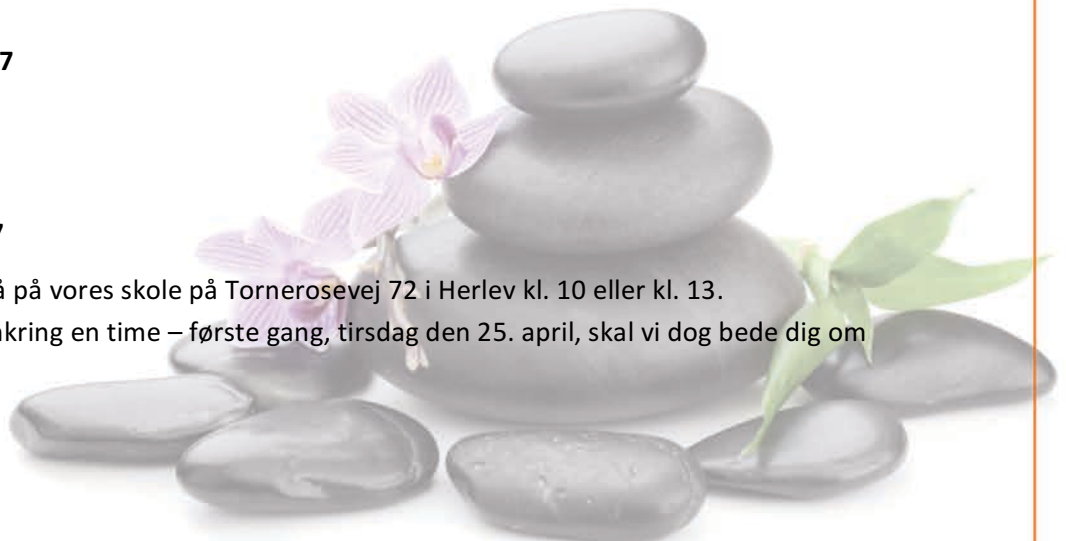 7
7
å på vores skole på Tornerosevej 72 i Herlev kl. 10 eller kl. 13.
kring en time – første gang, tirsdag den 25. april, skal vi dog bede dig om